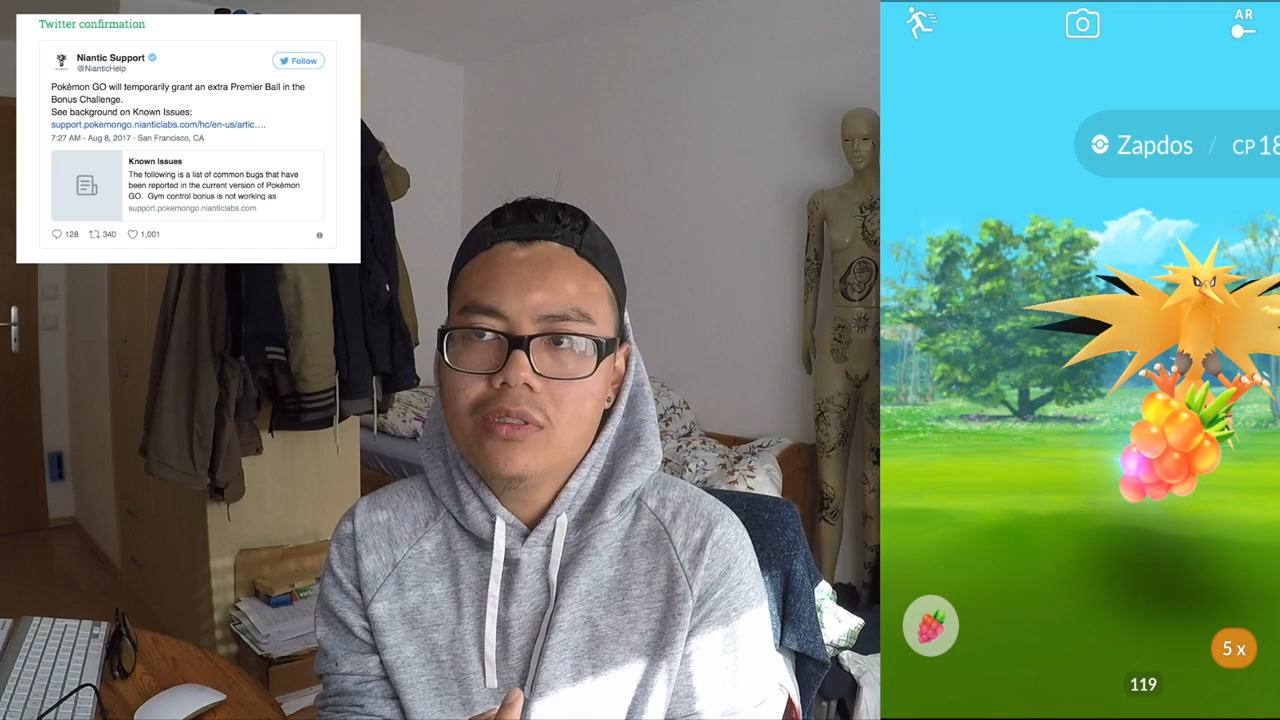 Twitter confirmation
Niantic Support
@NianticHelp
Follow
Pokémon GO will temporarily grant an extra Premier Ball in the
Bonus Challenge.
See background on Known Issues:
support.pokemongo.nianticlabs.com/hc/en-us/artic….
7:27 AM - Aug 8, 2017 · San Francisco, CA
Known Issues
The following is a list of common bugs that have
been reported in the current version of Pokémon
GO. Gym control bonus is not working as
support.pokemongo.nianticlabs.com
128 340 1,001
AR
Zapdos / CP 18
5 x
119